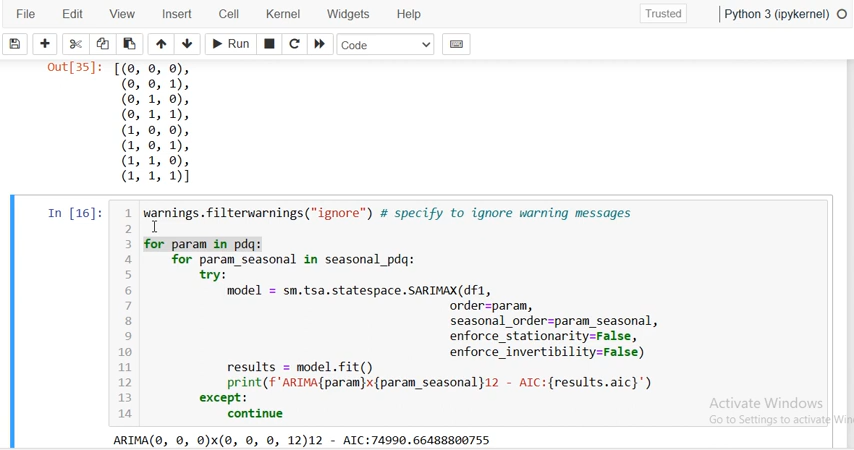 File Edit View Insert Cell Kernel Widgets Help Trusted Python 3 (ipykernel)
Run Code
Out[35]: [(0, 0, 0),
(0, 0, 1),
(0, 1, 0),
(0, 1, 1),
(1, 0, 0),
(1, 0, 1),
(1, 1, 0),
(1, 1, 1)]
In [16]: 1 warnings.filterwarnings("ignore") # specify to ignore warning messages
2
3 for param in pdq:
4 for param_seasonal in seasonal_pdq:
5 try:
6 model = sm.tsa.statespace.SARIMAX(df1,
7 order=param,
8 seasonal_order=param_seasonal,
9 enforce_stationarity=False,
10 enforce_invertibility=False)
11 results = model.fit()
12 print(f'ARIMA{param}x{param_seasonal}12 - AIC:{results.aic}')
13 except:
14 continue
Activate Windows
Go to Settings to activate Win
ARIMA(0, 0, 0)x(0, 0, 0, 12)12 - AIC:74990.66488800755